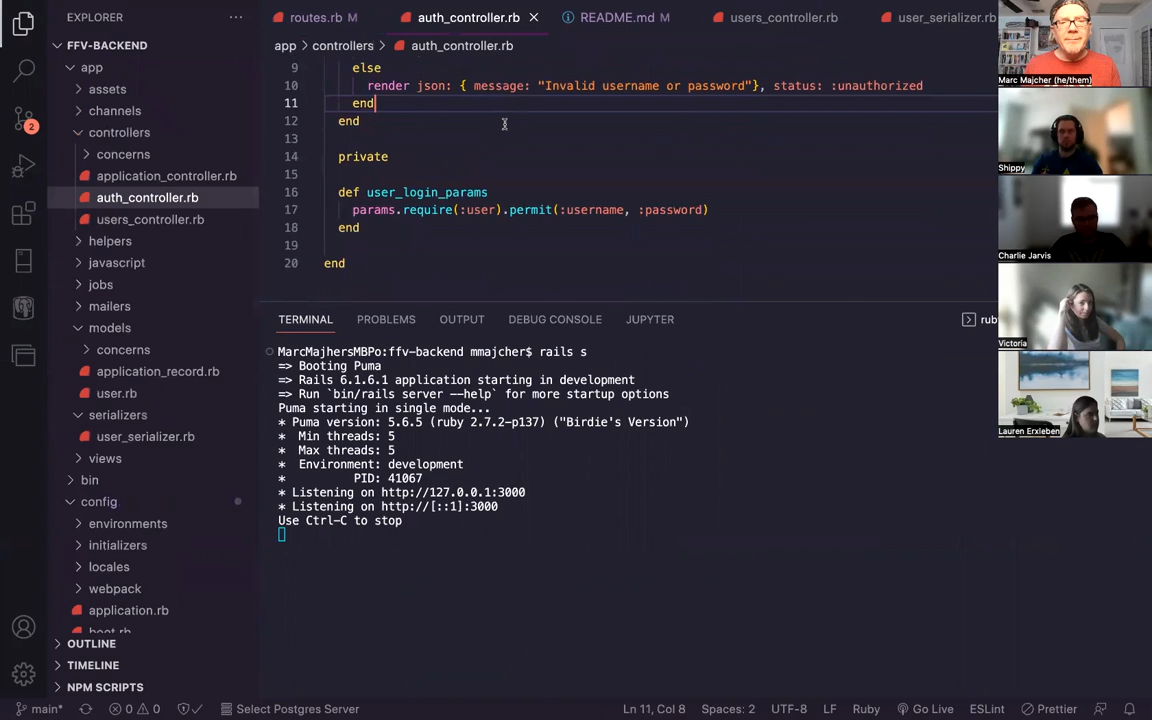 EXPLORER
FFV-BACKEND
app
assets
channels
controllers
concerns
application_controller.rb
auth_controller.rb
users_controller.rb
helpers
javascript
jobs
mailers
models
concerns
application_record.rb
user.rb
serializers
user_serializer.rb
views
bin
config
environments
initializers
locales
webpack
application.rb
boot.rb
OUTLINE
TIMELINE
NPM SCRIPTS
2
routes.rb M
auth_controller.rb
README.md M
users_controller.rb
user_serializer.rb
app > controllers > auth_controller.rb
9 else
10 render json: { message: "Invalid username or password"}, status: :unauthorized
11 end
12 end
13
14 private
15
16 def user_login_params
17 params.require(:user).permit(:username, :password)
18 end
19
20 end
TERMINAL PROBLEMS OUTPUT DEBUG CONSOLE JUPYTER
MarcMajhersMBPo:ffv-backend mmajcher$ rails s
=> Booting Puma
=> Rails 6.1.6.1 application starting in development
=> Run `bin/rails server --help` for more startup options
Puma starting in single mode...
* Puma version: 5.6.5 (ruby 2.7.2-p137) ("Birdie's Version")
* Min threads: 5
* Max threads: 5
* Environment: development
* PID: 41067
* Listening on http://127.0.0.1:3000
* Listening on http://[::1]:3000
Use Ctrl-C to stop
Marc Majcher (he/them)
Shippy
Charlie Jarvis
Victoria
Lauren Erxleben
main* 0 0 Select Postgres Server Ln 11, Col 8 Spaces: 2 UTF-8 LF Ruby Go Live ESLint Prettier